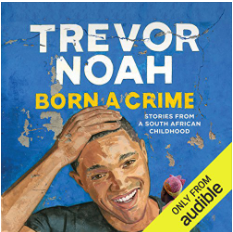 TREVOR
NOAH
BORN A CRIME
STORIES FROM
A SOUTH AFRICAN
CHILDHOOD
ONLY FROM
audible